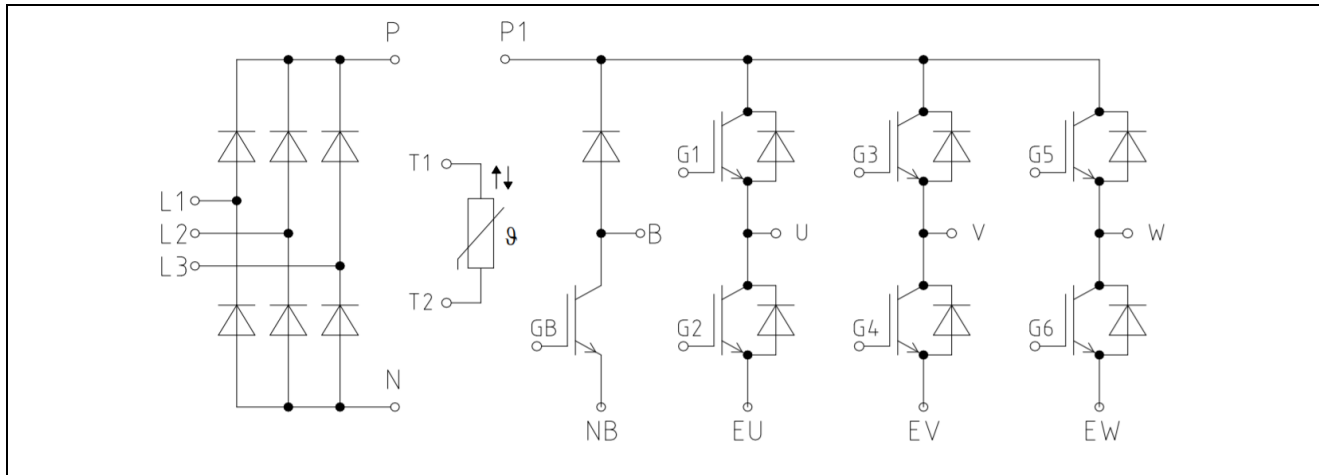 P P1
T1 G1 G3 G5
L1
L2 B U V W
ϑ
L3
T2
GB G2 G4 G6
N
NB EU EV EW